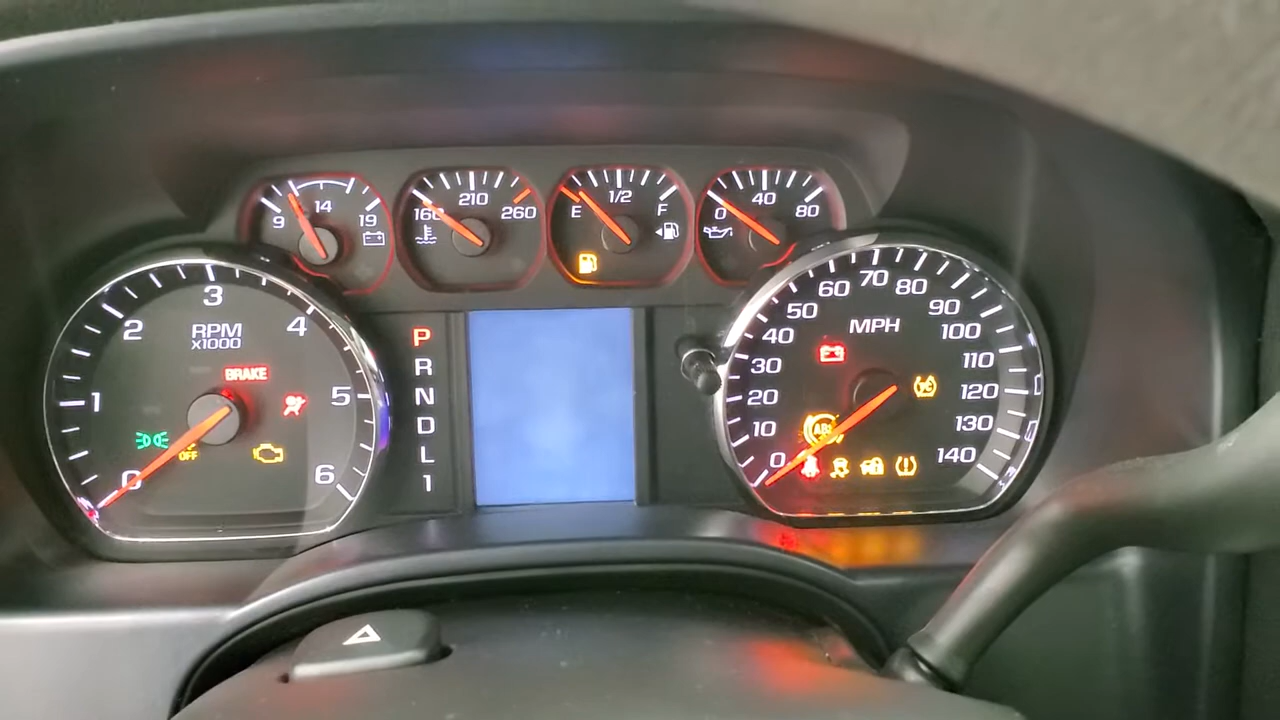 9 14 19
160 210 260
E 1/2 F
0 40 80
0 1 2 3 4 5 6
RPM
X1000
BRAKE
OFF
P
R
N
D
L
1
0 10 20 30 40 50 60 70 80 90 100 110 120 130 140
MPH
ABS